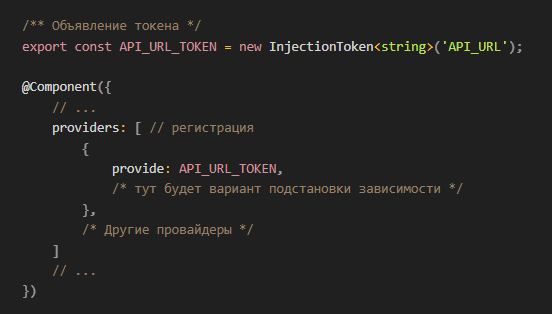 /** Объявление токена */
export const API_URL_TOKEN = new InjectionToken<string>('API_URL');
@Component({
// ...
providers: [ // регистрация
{
provide: API_URL_TOKEN,
/* тут будет вариант подстановки зависимости */
},
/* Другие провайдеры */
]
// ...
})